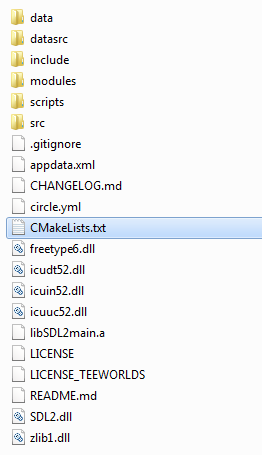 data
datasrc
include
modules
scripts
src
.gitignore
appdata.xml
CHANGELOG.md
circle.yml
CMakeLists.txt
freetype6.dll
icudt52.dll
icuin52.dll
icuuc52.dll
libSDL2main.a
LICENSE
LICENSE_TEEWORLDS
README.md
SDL2.dll
zlib1.dll